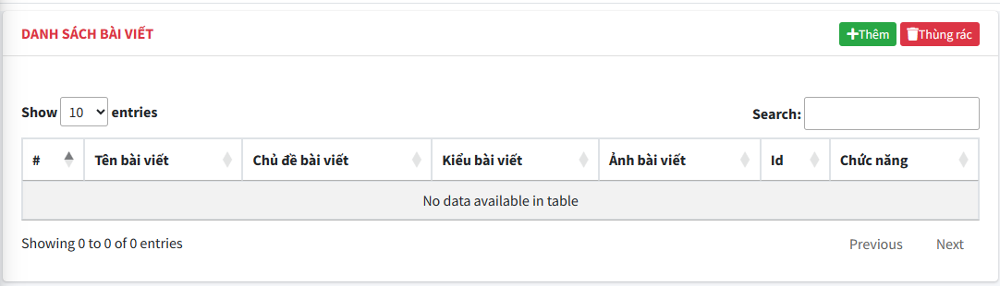 DANH SÁCH BÀI VIẾT Thêm Thùng rác
Show 10 entries Search:
# Tên bài viết Chủ đề bài viết Kiểu bài viết Ảnh bài viết Id Chức năng
No data available in table
Showing 0 to 0 of 0 entries Previous Next